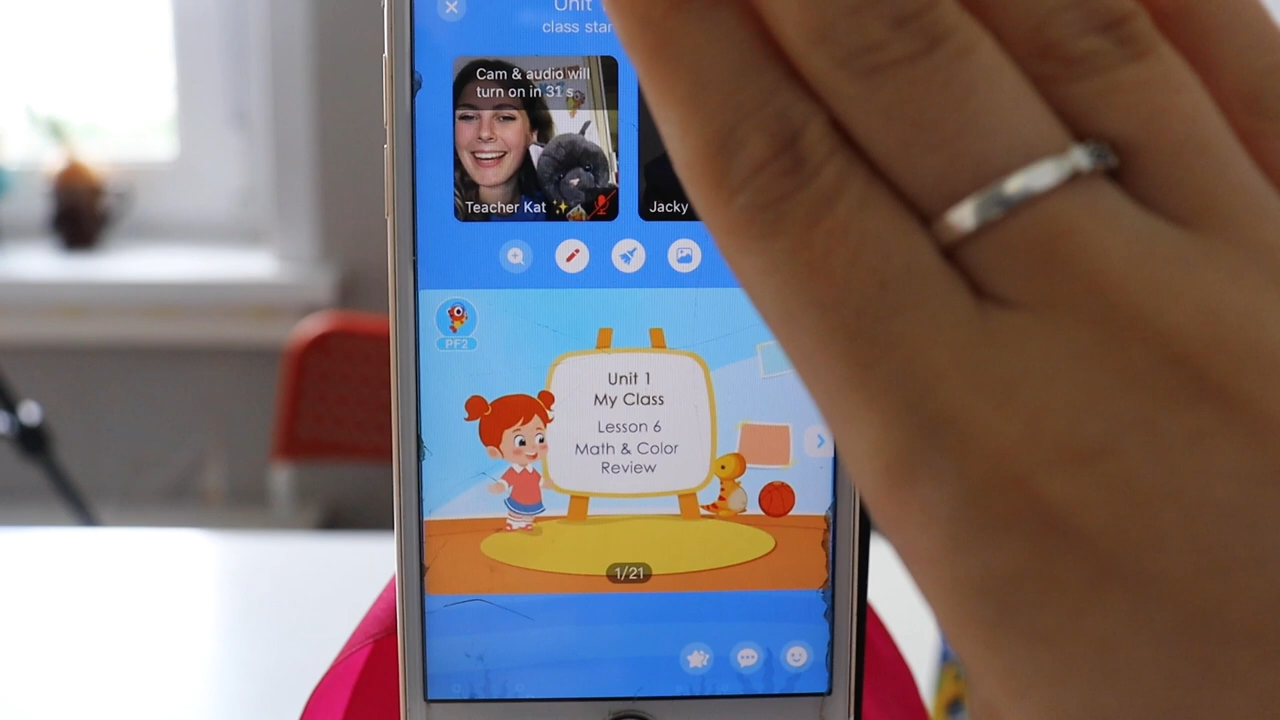 Unit
class star
Cam & audio will
turn on in 31 s
Teacher Kat
Jacky
PF2
Unit 1
My Class
Lesson 6
Math & Color
Review
1/21